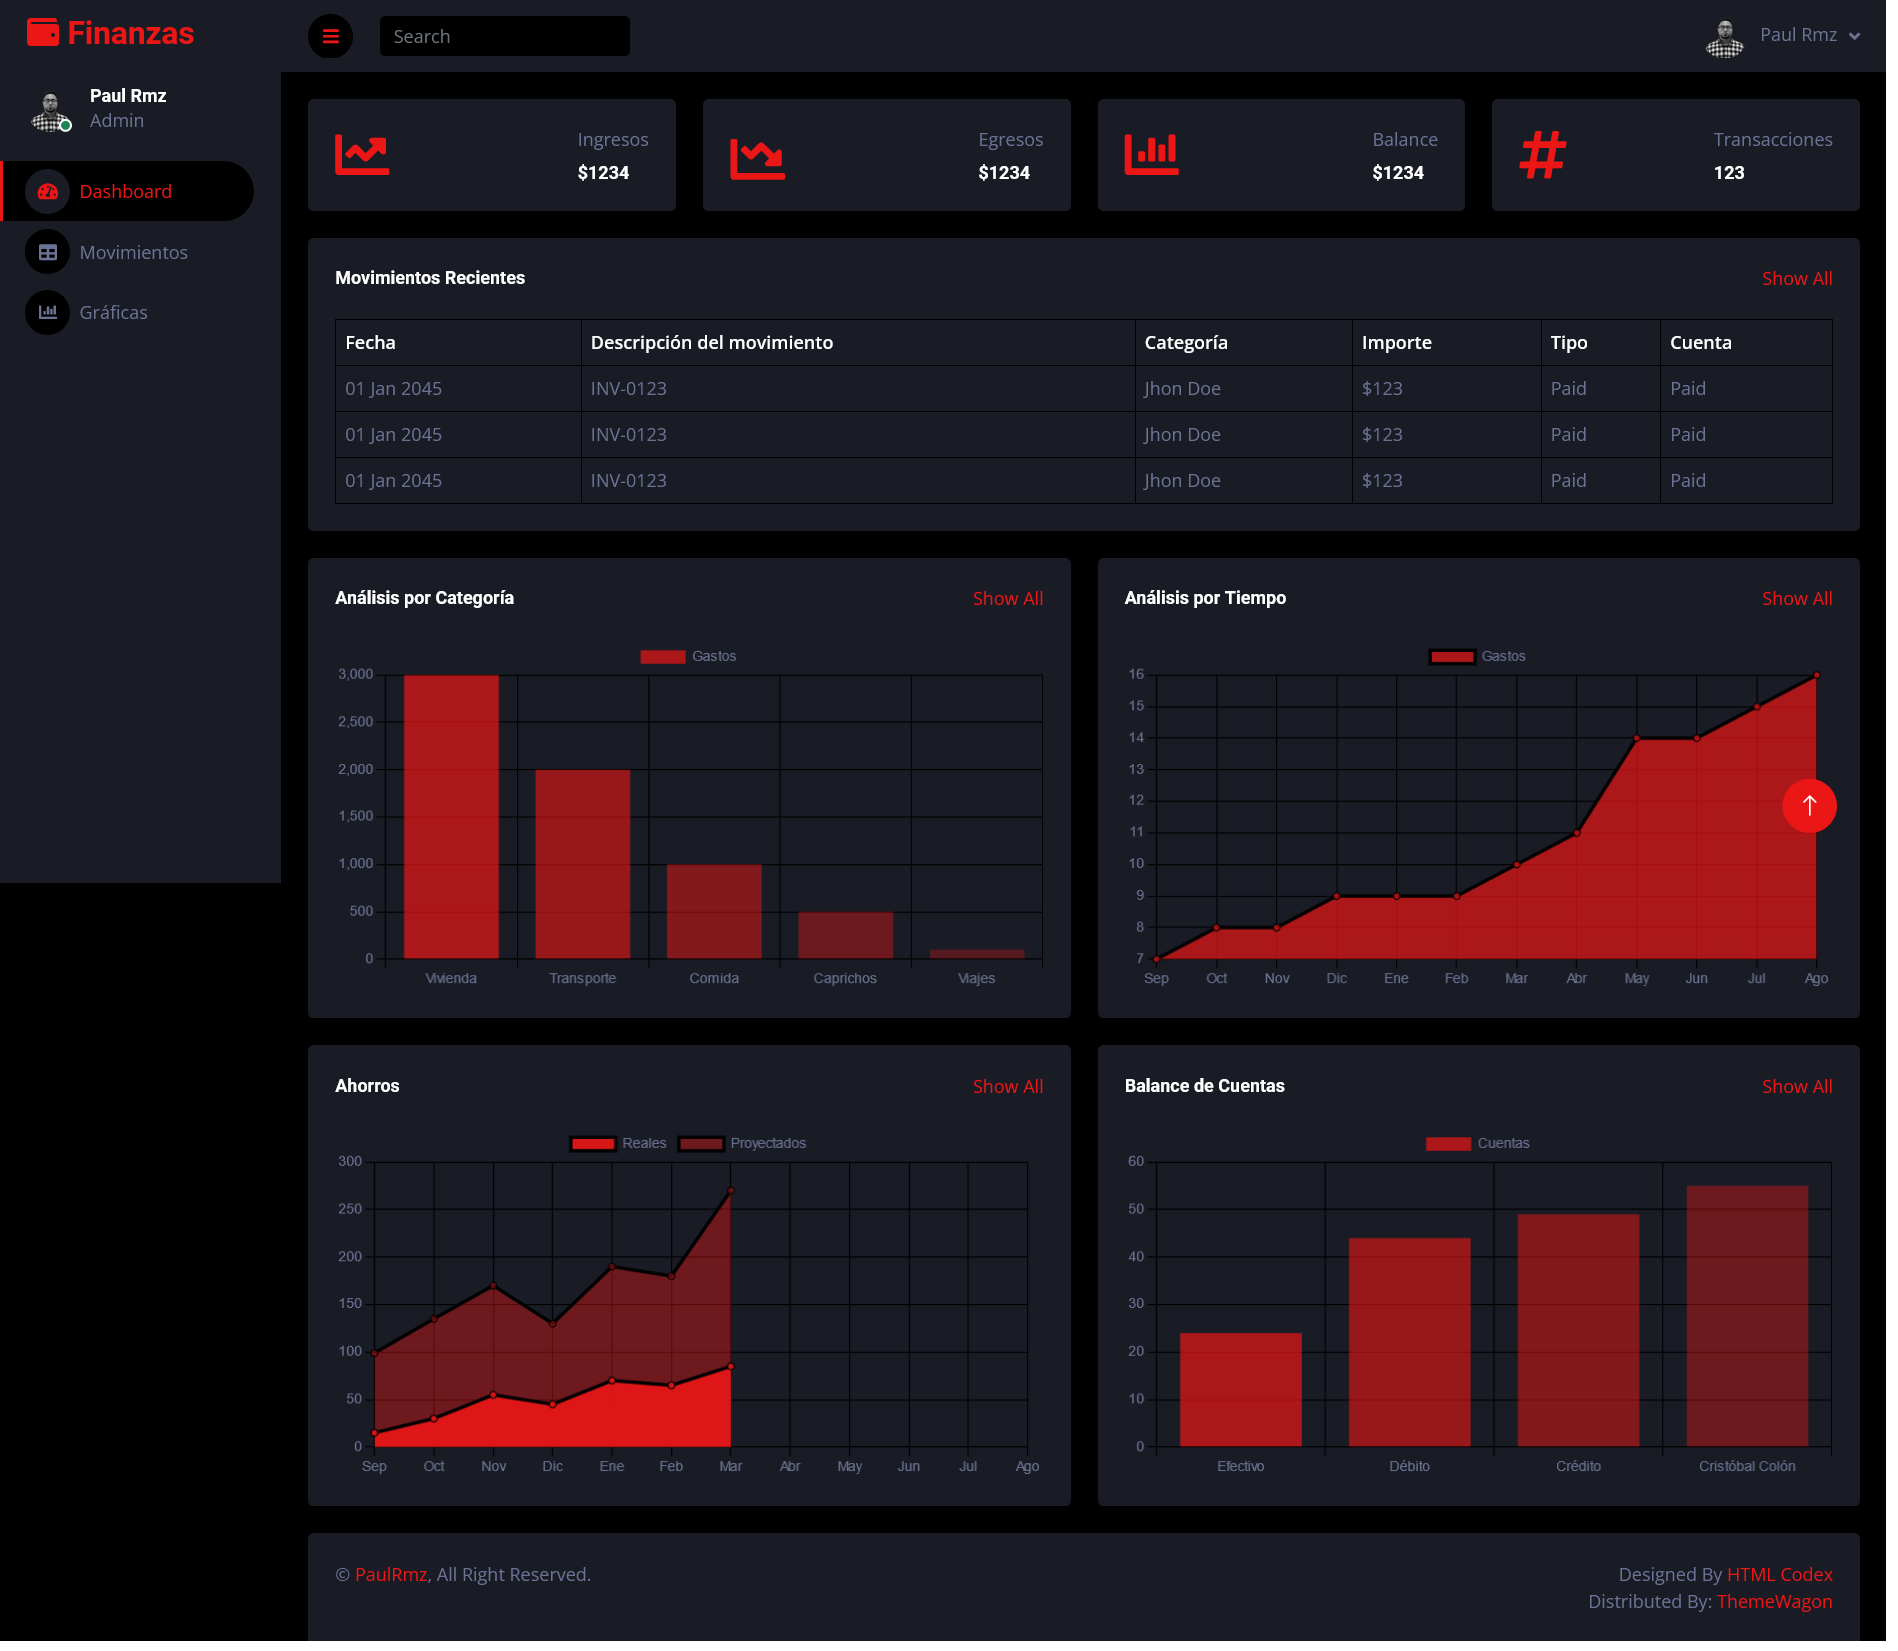 Finanzas
Search
Paul Rmz
Paul Rmz
Admin
Dashboard
Movimientos
Gráficas
Ingresos
$1234
Egresos
$1234
Balance
$1234
Transacciones
123
Movimientos Recientes
Show All
Fecha Descripción del movimiento Categoría Importe Tipo Cuenta
01 Jan 2045 INV-0123 Jhon Doe $123 Paid Paid
01 Jan 2045 INV-0123 Jhon Doe $123 Paid Paid
01 Jan 2045 INV-0123 Jhon Doe $123 Paid Paid
Análisis por Categoría
Show All
Gastos
3,000
2,500
2,000
1,500
1,000
500
0
Vivienda Transporte Comida Caprichos Viajes
Análisis por Tiempo
Show All
Gastos
16
15
14
13
12
11
10
9
8
7
Sep Oct Nov Dic Ene Feb Mar Abr May Jun Jul Ago
Ahorros
Show All
Reales Proyectados
300
250
200
150
100
50
0
Sep Oct Nov Dic Ene Feb Mar Abr May Jun Jul Ago
Balance de Cuentas
Show All
Cuentas
60
50
40
30
20
10
0
Efectivo Débito Crédito Cristóbal Colón
© PaulRmz, All Right Reserved.
Designed By HTML Codex
Distributed By: ThemeWagon